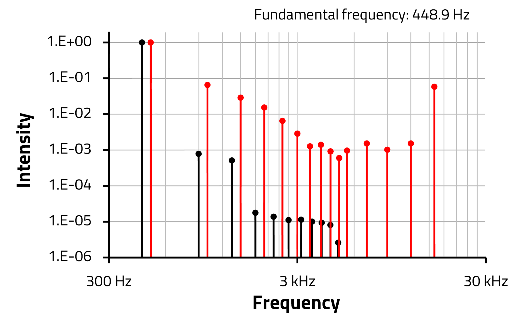 Fundamental frequency: 448.9 Hz
1.E+00
1.E-01
1.E-02
1.E-03
1.E-04
1.E-05
1.E-06
Intensity
300 Hz
3 kHz
30 kHz
Frequency